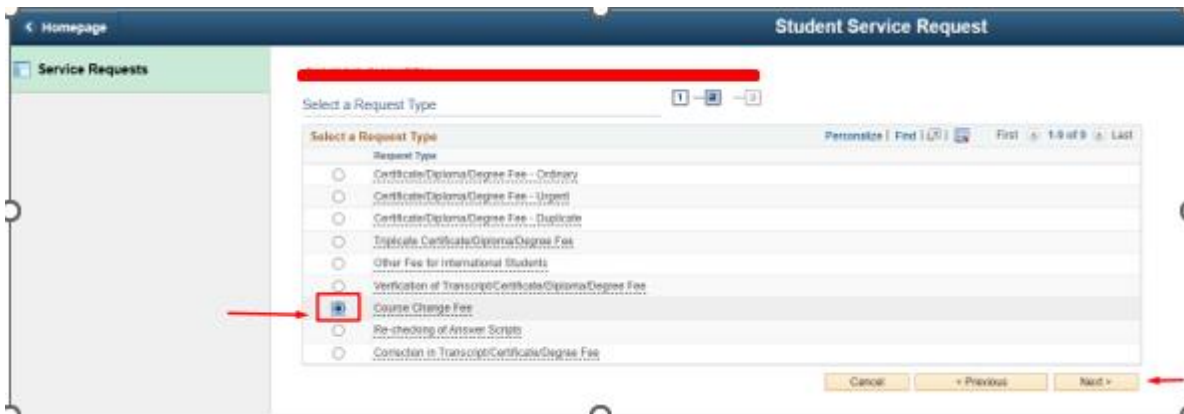 Homepage
Student Service Request
Service Requests
Select a Request Type
1 2 3
Select a Request Type Personalize | Find | First 1-9 of 9 Last
Request Type
Certificate/Diploma/Degree Fee - Ordinary
Certificate/Diploma/Degree Fee - Urgent
Certificate/Diploma/Degree Fee - Duplicate
Triplicate Certificate/Diploma/Degree Fee
Other Fee for International Students
Verification of Transcript/Certificate/Diploma/Degree Fee
Course Change Fee
Re-checking of Answer Scripts
Correction in Transcript/Certificate/Degree Fee
Cancel < Previous Next >